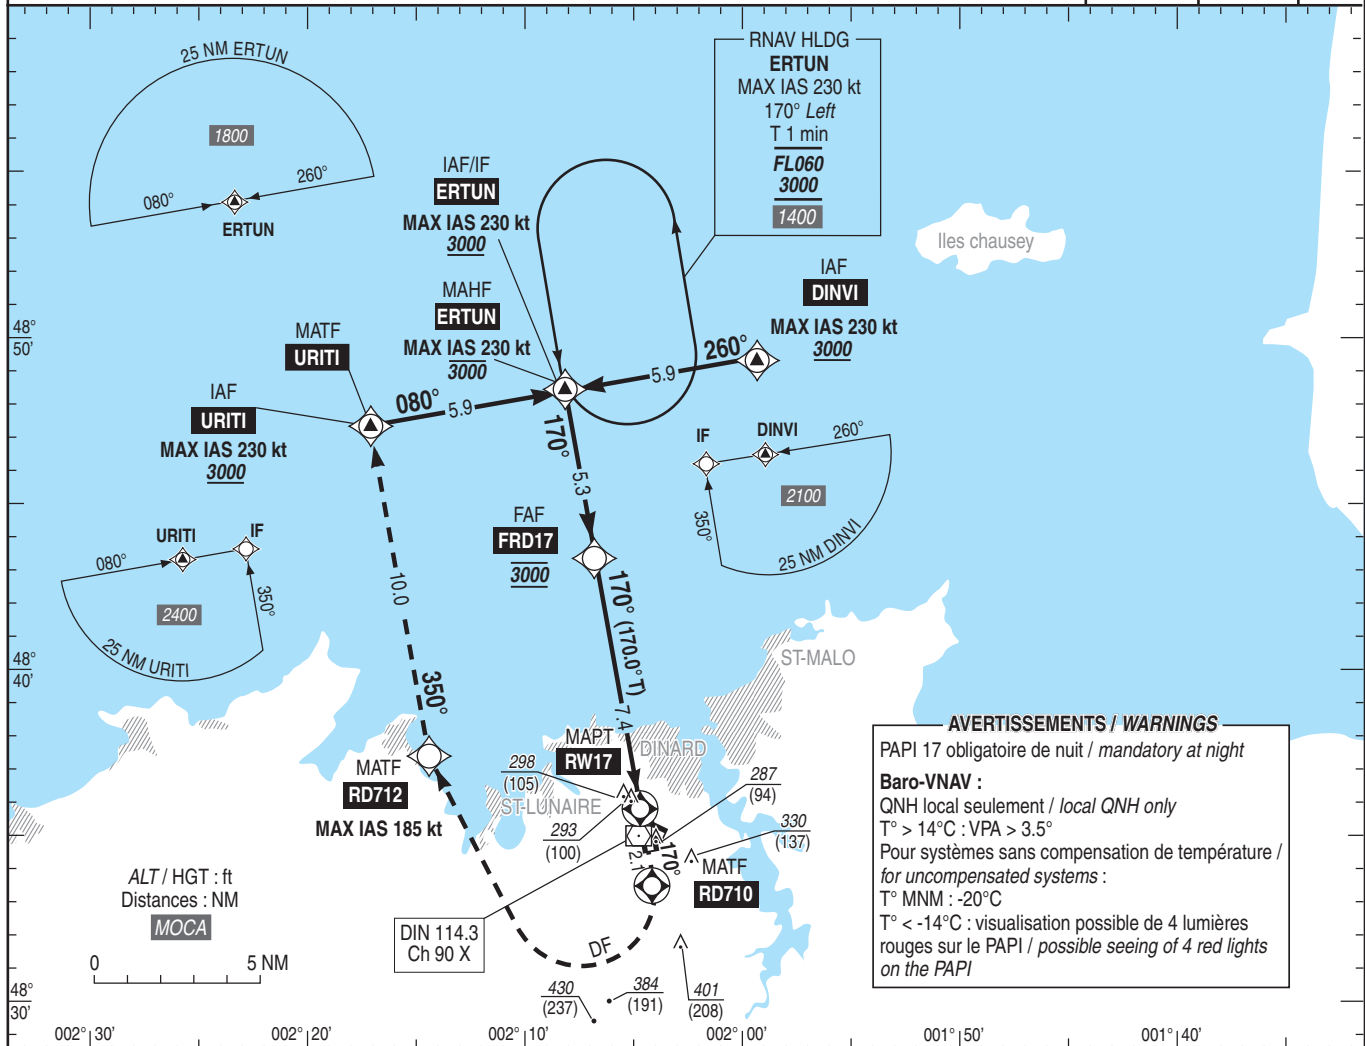 25 NM ERTUN
1800
080°
260°
ERTUN
RNAV HLDG
ERTUN
MAX IAS 230 kt
170° Left
T 1 min
FL060
3000
1400
IAF/IF
ERTUN
MAX IAS 230 kt
3000
MAHF
ERTUN
MAX IAS 230 kt
3000
Iles chausey
IAF
DINVI
MAX IAS 230 kt
3000
48°
50'
MATF
URITI
IAF
URITI
MAX IAS 230 kt
3000
080°
5.9
260°
5.9
170°
5.3
IF
DINVI
260°
2100
350°
25 NM DINVI
FAF
FRD17
3000
URITI
IF
080°
350°
2400
25 NM URITI
10.0
350°
170° (170.0° T)
7.4
48°
40'
ST-MALO
DINARD
ST-LUNAIRE
MAPT
RW17
MATF
RD712
MAX IAS 185 kt
298
(105)
293
(100)
287
(94)
330
(137)
170°
2.1
MATF
RD710
DIN 114.3
Ch 90 X
DF
430
(237)
384
(191)
401
(208)
ALT / HGT : ft
Distances : NM
MOCA
0
5 NM
AVERTISSEMENTS / WARNINGS
PAPI 17 obligatoire de nuit / mandatory at night
Baro-VNAV :
QNH local seulement / local QNH only
T° > 14°C : VPA > 3.5°
Pour systèmes sans compensation de température /
for uncompensated systems :
T° MNM : -20°C
T° < -14°C : visualisation possible de 4 lumières
rouges sur le PAPI / possible seeing of 4 red lights
on the PAPI
48°
30'
002° 30'
002° 20'
002° 10'
002° 00'
001° 50'
001° 40'